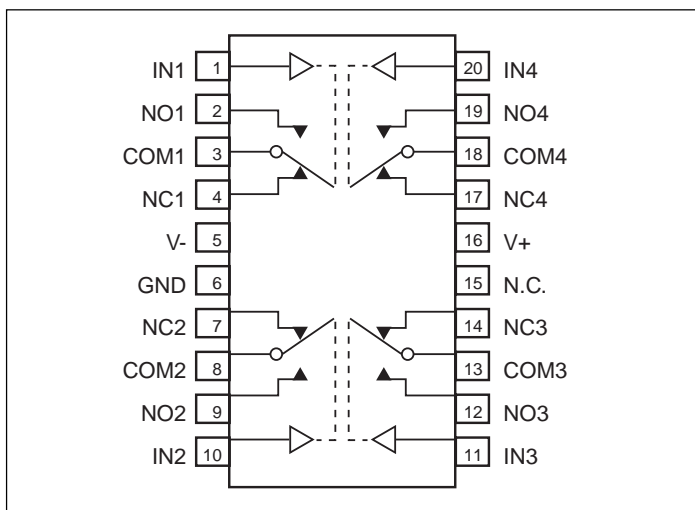 IN1 1 20 IN4
NO1 2 19 NO4
COM1 3 18 COM4
NC1 4 17 NC4
V- 5 16 V+
GND 6 15 N.C.
NC2 7 14 NC3
COM2 8 13 COM3
NO2 9 12 NO3
IN2 10 11 IN3